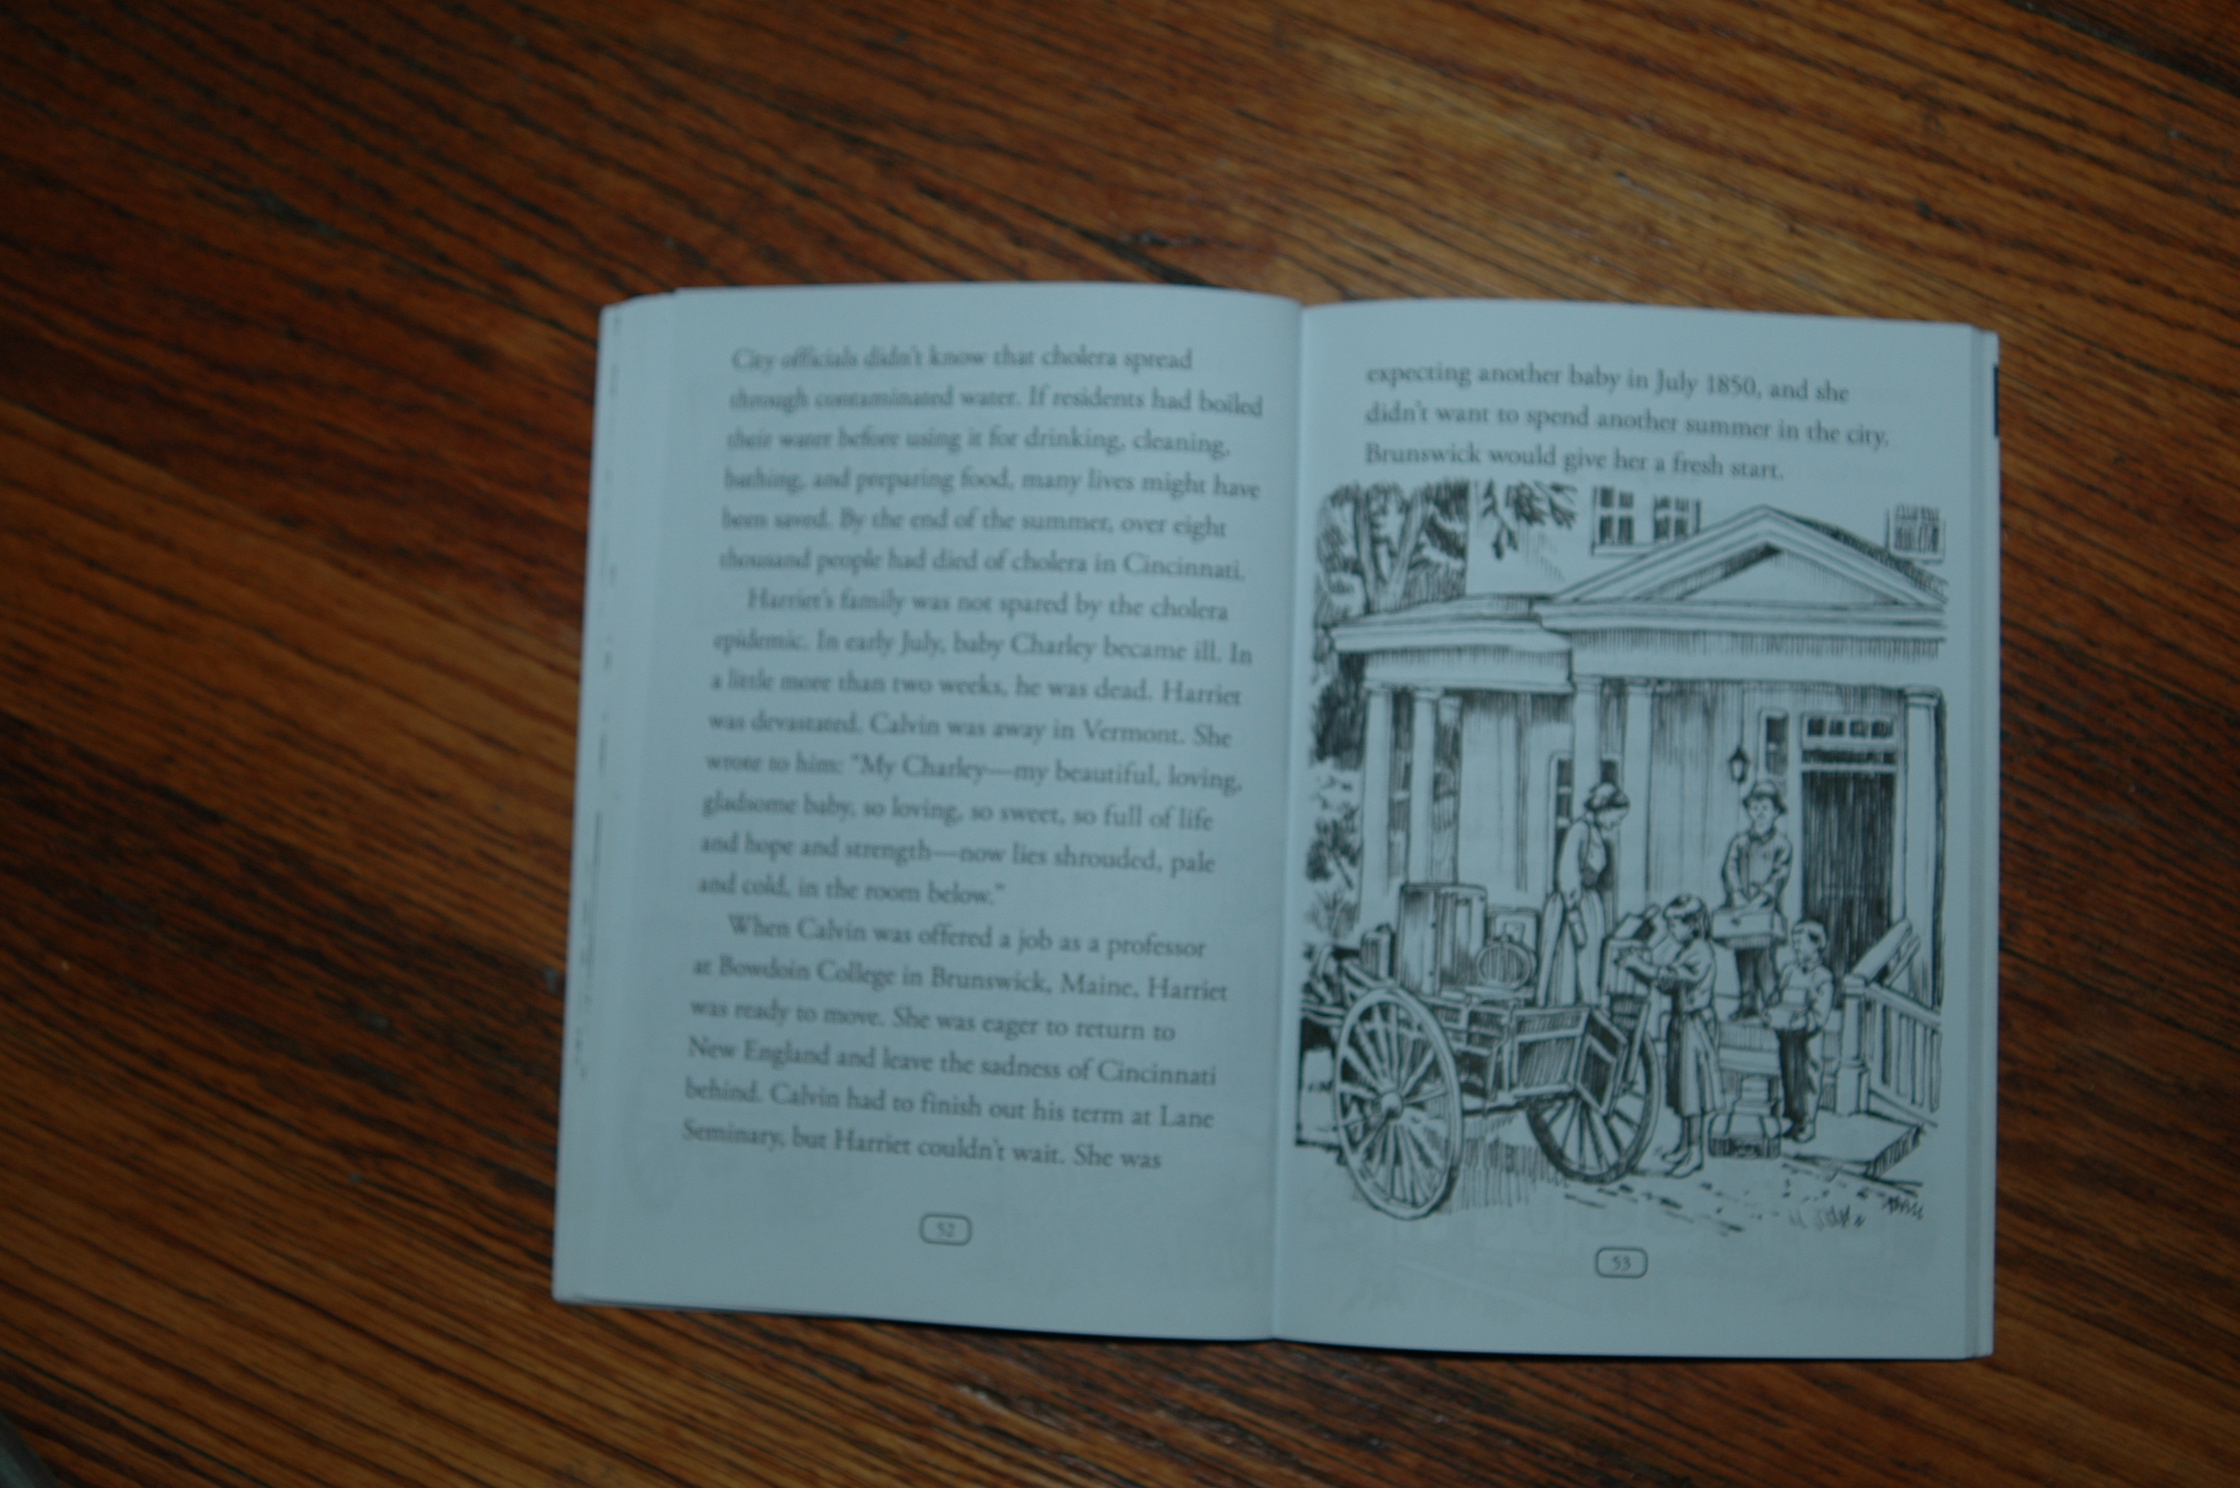 City officials didn't know that cholera spread
through contaminated water. If residents had boiled
their water before using it for drinking, cleaning,
bathing, and preparing food, many lives might have
been saved. By the end of the summer, over eight
thousand people had died of cholera in Cincinnati.
Harriet's family was not spared by the cholera
epidemic. In early July, baby Charley became ill. In
a little more than two weeks, he was dead. Harriet
was devastated. Calvin was away in Vermont. She
wrote to him: "My Charley—my beautiful, loving,
gladsome baby, so loving, so sweet, so full of life
and hope and strength—now lies shrouded, pale
and cold, in the room below."
When Calvin was offered a job as a professor
at Bowdoin College in Brunswick, Maine, Harriet
was ready to move. She was eager to return to
New England and leave the sadness of Cincinnati
behind. Calvin had to finish out his term at Lane
Seminary, but Harriet couldn't wait. She was
52
expecting another baby in July 1850, and she
didn't want to spend another summer in the city.
Brunswick would give her a fresh start.
53